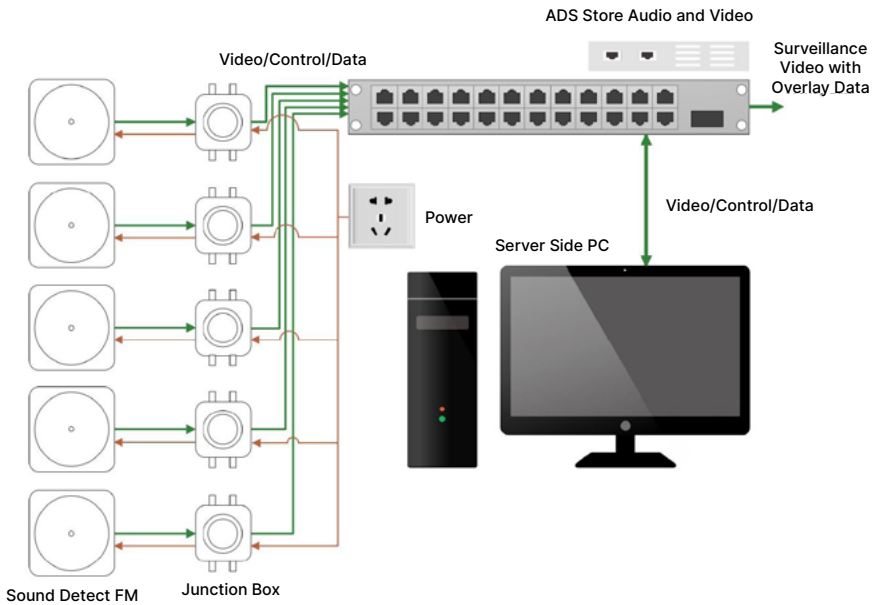 ADS Store Audio and Video
Video/Control/Data
Surveillance
Video with
Overlay Data
Power
Video/Control/Data
Server Side PC
Sound Detect FM
Junction Box